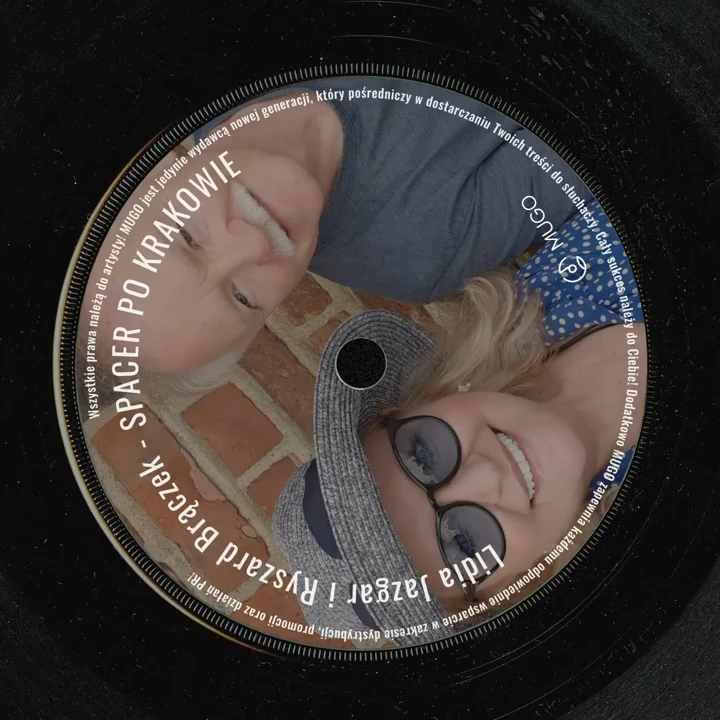 Lidia Jazgar i Ryszard Brączek - SPACER PO KRAKOWIE
Wszystkie prawa należą do artysty! MUGO jest jedynie wydawcą nowej generacji, który pośredniczy w dostarczaniu Twoich treści do słuchaczy. Cały sukces należy do Ciebie! Dodatkowo MUGO zapewnia każdemu odpowiednie wsparcie w zakresie dystrybucji, promocji oraz działań PR!
MUGO